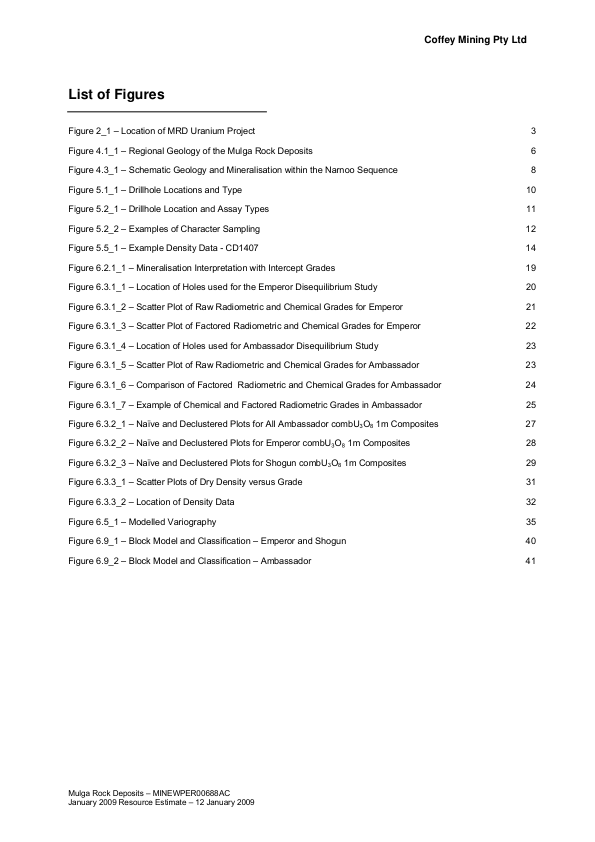 Coffey Mining Pty Ltd
List of Figures
Figure 2_1 – Location of MRD Uranium Project 3
Figure 4.1_1 – Regional Geology of the Mulga Rock Deposits 6
Figure 4.3_1 – Schematic Geology and Mineralisation within the Narnoo Sequence 8
Figure 5.1_1 – Drillhole Locations and Type 10
Figure 5.2_1 – Drillhole Location and Assay Types 11
Figure 5.2_2 – Examples of Character Sampling 12
Figure 5.5_1 – Example Density Data - CD1407 14
Figure 6.2.1_1 – Mineralisation Interpretation with Intercept Grades 19
Figure 6.3.1_1 – Location of Holes used for the Emperor Disequilibrium Study 20
Figure 6.3.1_2 – Scatter Plot of Raw Radiometric and Chemical Grades for Emperor 21
Figure 6.3.1_3 – Scatter Plot of Factored Radiometric and Chemical Grades for Emperor 22
Figure 6.3.1_4 – Location of Holes used for Ambassador Disequilibrium Study 23
Figure 6.3.1_5 – Scatter Plot of Raw Radiometric and Chemical Grades for Ambassador 23
Figure 6.3.1_6 – Comparison of Factored Radiometric and Chemical Grades for Ambassador 24
Figure 6.3.1_7 – Example of Chemical and Factored Radiometric Grades in Ambassador 25
Figure 6.3.2_1 – Naïve and Declustered Plots for All Ambassador combU₃O₈ 1m Composites 27
Figure 6.3.2_2 – Naïve and Declustered Plots for Emperor combU₃O₈ 1m Composites 28
Figure 6.3.2_3 – Naïve and Declustered Plots for Shogun combU₃O₈ 1m Composites 29
Figure 6.3.3_1 – Scatter Plots of Dry Density versus Grade 31
Figure 6.3.3_2 – Location of Density Data 32
Figure 6.5_1 – Modelled Variography 35
Figure 6.9_1 – Block Model and Classification – Emperor and Shogun 40
Figure 6.9_2 – Block Model and Classification – Ambassador 41
Mulga Rock Deposits – MINEWPER00688AC
January 2009 Resource Estimate – 12 January 2009